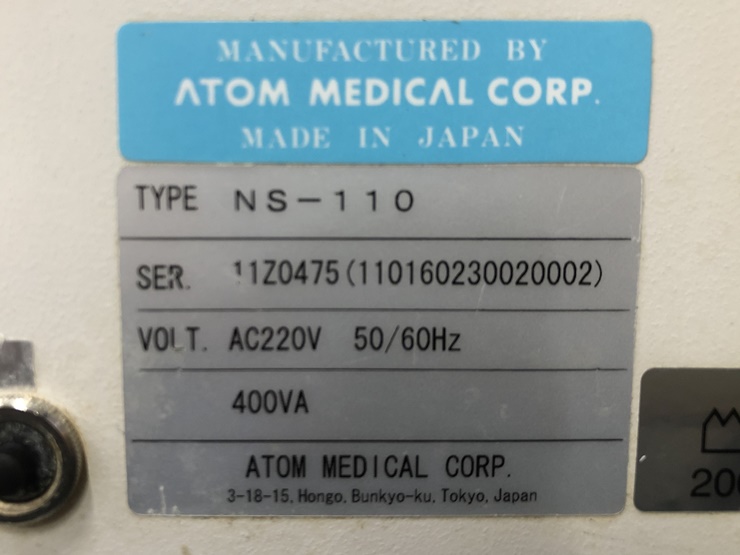 MANUFACTURED BY
ATOM MEDICAL CORP.
MADE IN JAPAN
TYPE NS-110
SER. 11Z0475(110160230020002)
VOLT. AC220V 50/60Hz
400VA
ATOM MEDICAL CORP.
3-18-15, Hongo, Bunkyo-ku, Tokyo, Japan